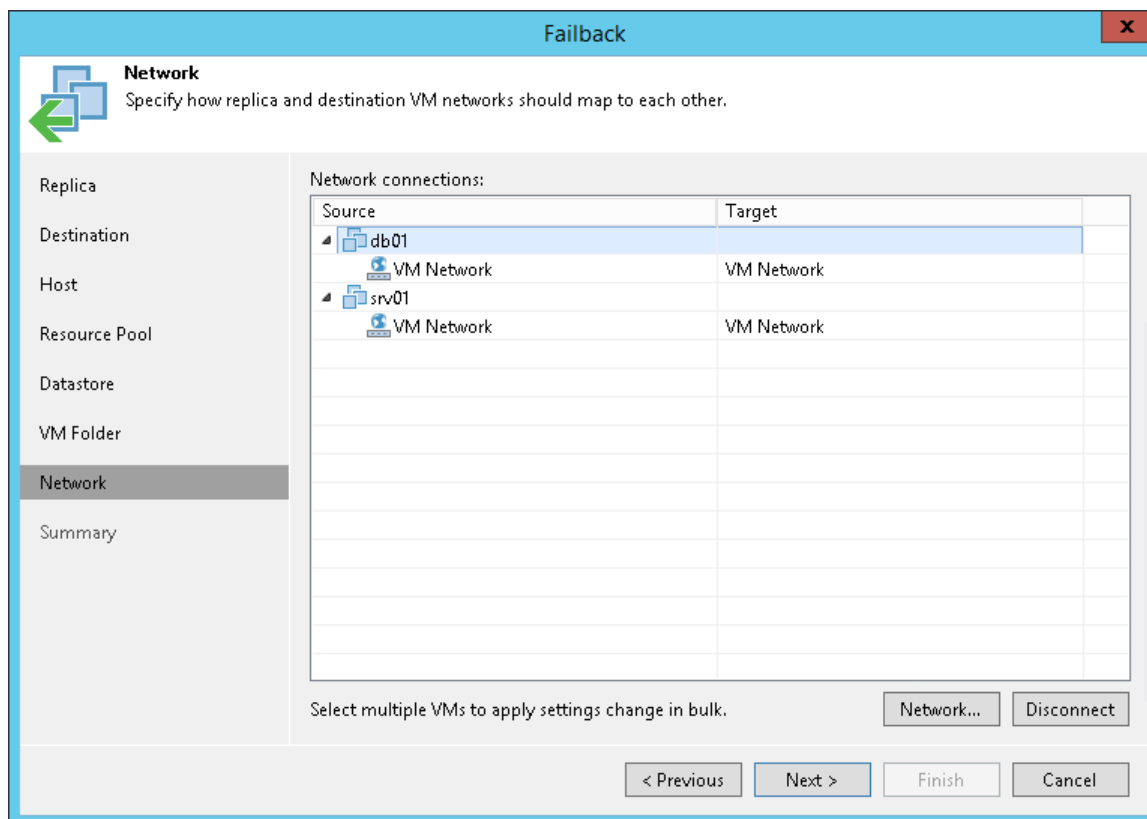 Failback
x
Network
Specify how replica and destination VM networks should map to each other.
Replica
Destination
Host
Resource Pool
Datastore
VM Folder
Network
Summary
Network connections:
Source Target
db01
VM Network VM Network
srv01
VM Network VM Network
Select multiple VMs to apply settings change in bulk.
Network... Disconnect
< Previous Next > Finish Cancel